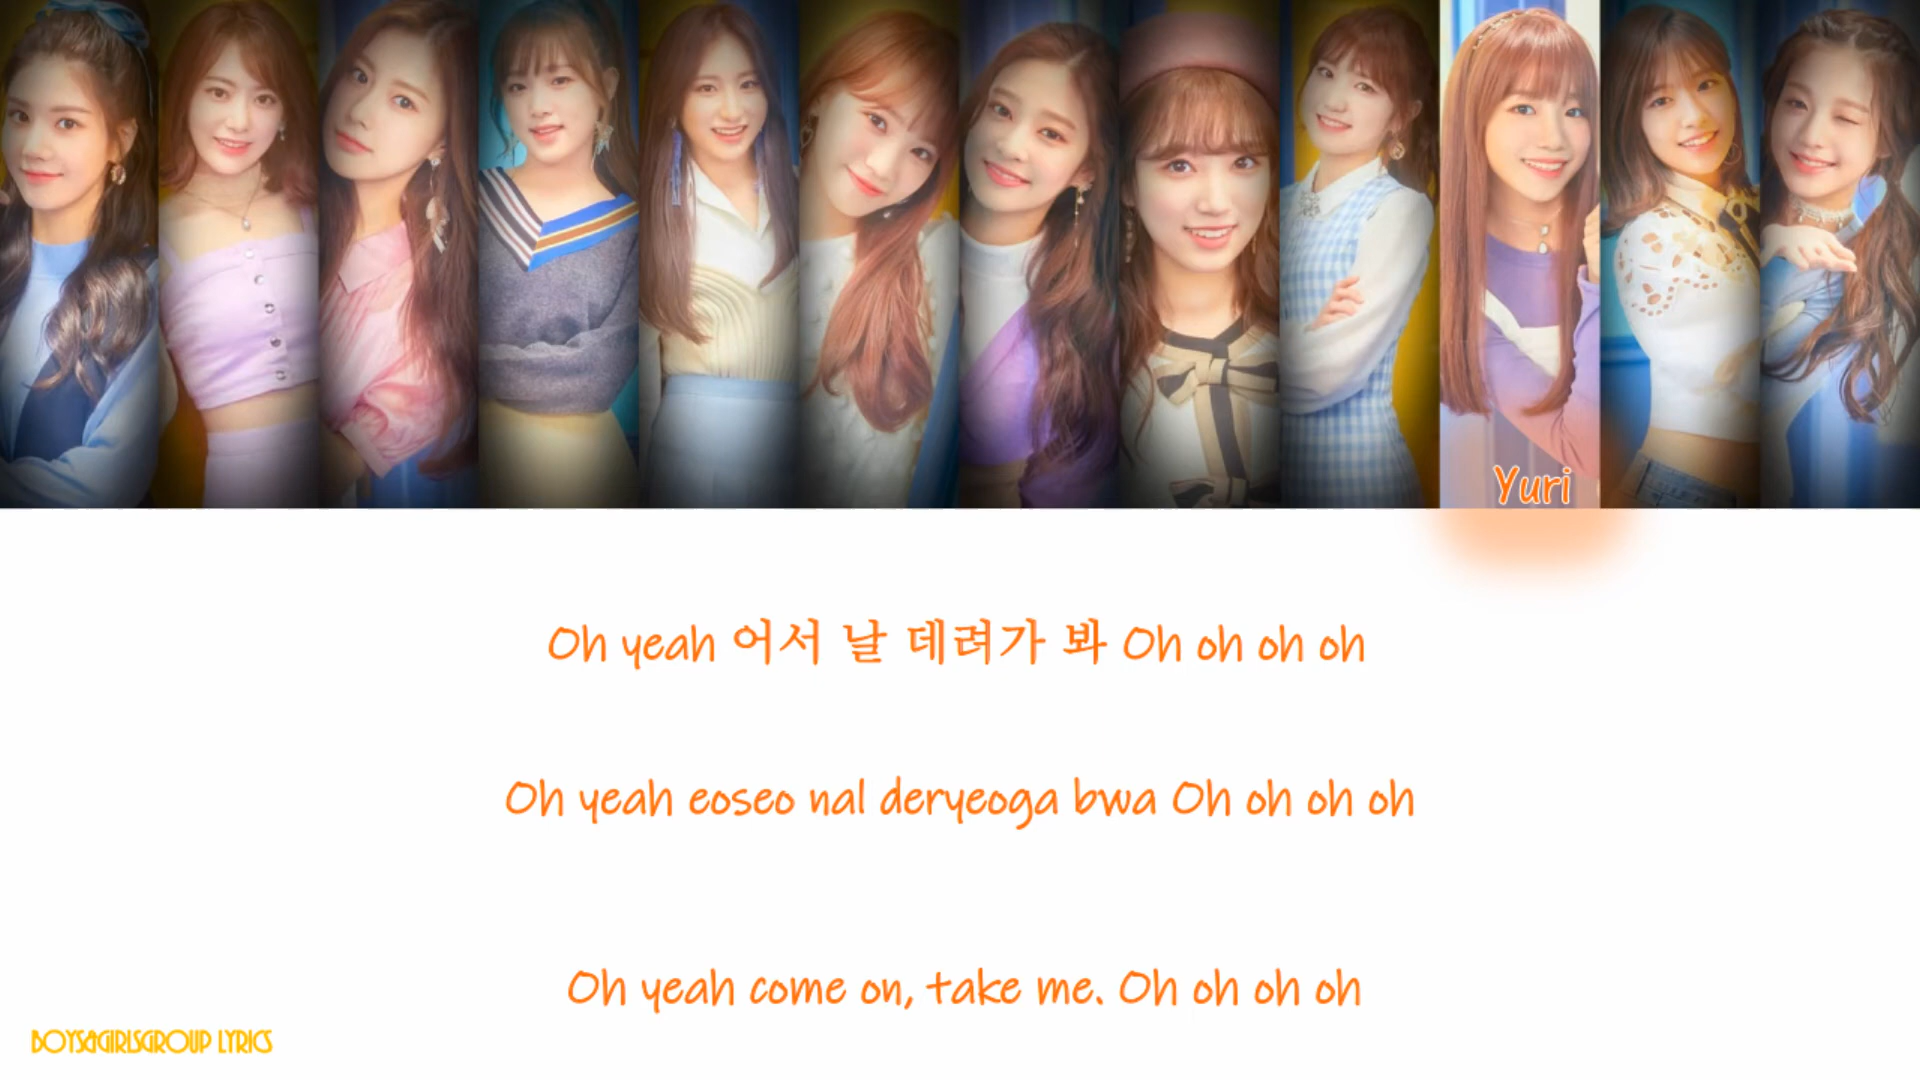 Yuri
Oh yeah 어서 날 데려가 봐 Oh oh oh oh
Oh yeah eoseo nal deryeoga bwa Oh oh oh oh
Oh yeah come on, take me. Oh oh oh oh
BOYS&GIRLSGROUP LYRICS